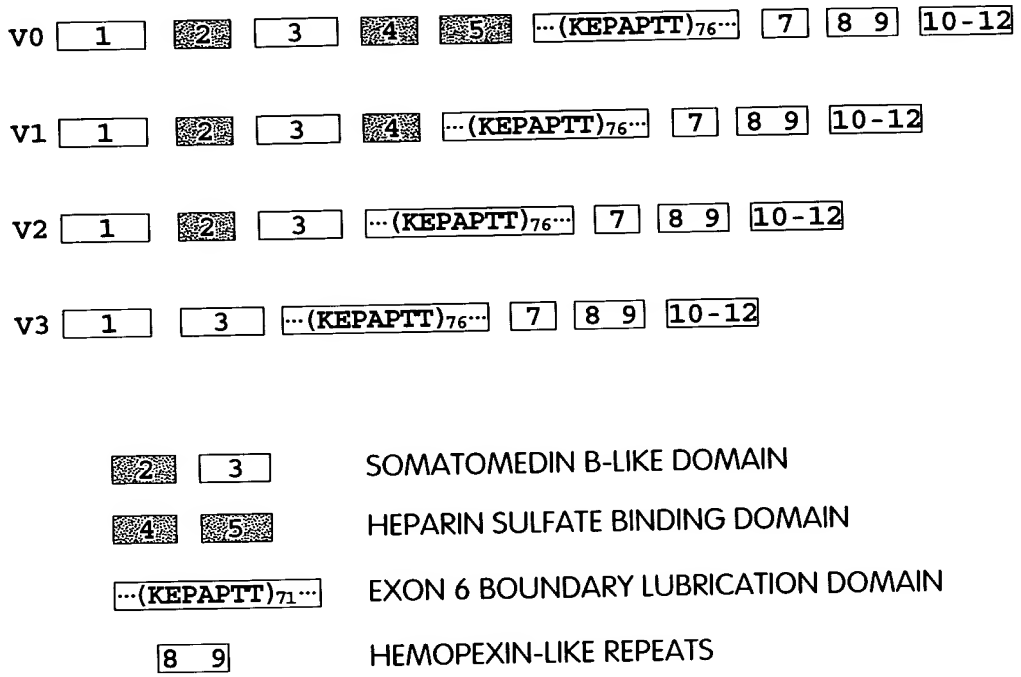 V0 1 2 3 4 5 ···(KEPAPTT)76··· 7 8 9 10-12
V1 1 2 3 4 ···(KEPAPTT)76··· 7 8 9 10-12
V2 1 2 3 ···(KEPAPTT)76··· 7 8 9 10-12
V3 1 3 ···(KEPAPTT)76··· 7 8 9 10-12
2 3 SOMATOMEDIN B-LIKE DOMAIN
4 5 HEPARIN SULFATE BINDING DOMAIN
···(KEPAPTT)71··· EXON 6 BOUNDARY LUBRICATION DOMAIN
8 9 HEMOPEXIN-LIKE REPEATS